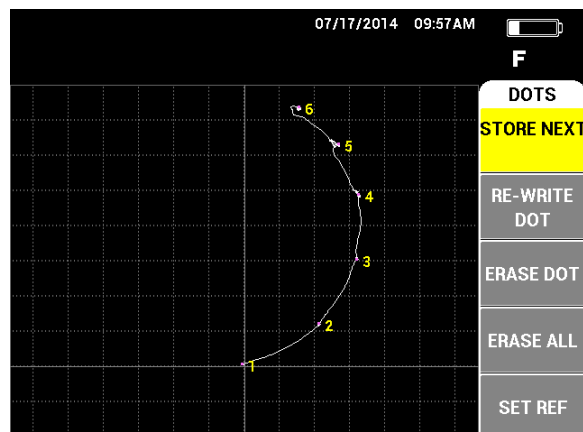 07/17/2014 09:57AM
F
DOTS
STORE NEXT
RE-WRITE
DOT
ERASE DOT
ERASE ALL
SET REF
6
5
4
3
2
1